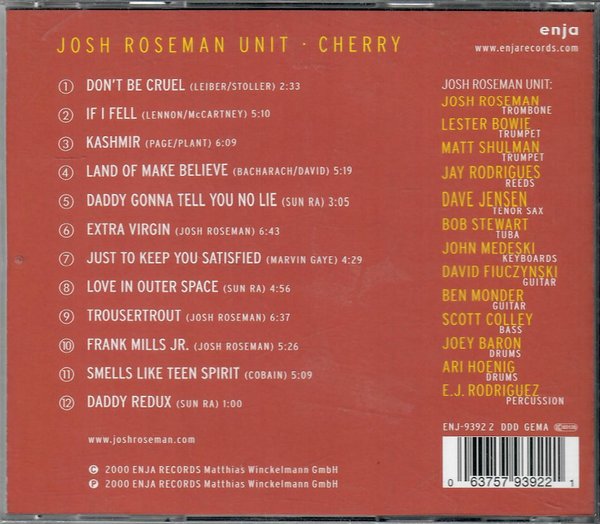 enja
JOSH ROSEMAN UNIT · CHERRY
www.enjarecords.com
1 DON'T BE CRUEL (LEIBER/STOLLER) 2:33
2 IF I FELL (LENNON/McCARTNEY) 5:10
3 KASHMIR (PAGE/PLANT) 6:09
4 LAND OF MAKE BELIEVE (BACHARACH/DAVID) 5:19
5 DADDY GONNA TELL YOU NO LIE (SUN RA) 3:05
6 EXTRA VIRGIN (JOSH ROSEMAN) 6:43
7 JUST TO KEEP YOU SATISFIED (MARVIN GAYE) 4:29
8 LOVE IN OUTER SPACE (SUN RA) 4:56
9 TROUSERTROUT (JOSH ROSEMAN) 6:37
10 FRANK MILLS JR. (JOSH ROSEMAN) 5:26
11 SMELLS LIKE TEEN SPIRIT (COBAIN) 5:09
12 DADDY REDUX (SUN RA) 1:00
www.joshroseman.com
© 2000 ENJA RECORDS Matthias Winckelmann GmbH
℗ 2000 ENJA RECORDS Matthias Winckelmann GmbH
JOSH ROSEMAN UNIT:
JOSH ROSEMAN
TROMBONE
LESTER BOWIE
TRUMPET
MATT SHULMAN
TRUMPET
JAY RODRIGUES
REEDS
DAVE JENSEN
TENOR SAX
BOB STEWART
TUBA
JOHN MEDESKI
KEYBOARDS
DAVID FIUCZYNSKI
GUITAR
BEN MONDER
GUITAR
SCOTT COLLEY
BASS
JOEY BARON
DRUMS
ARI HOENIG
DRUMS
E.J. RODRIGUEZ
PERCUSSION
ENJ-9392 2 DDD GEMA
0 63757 93922 1